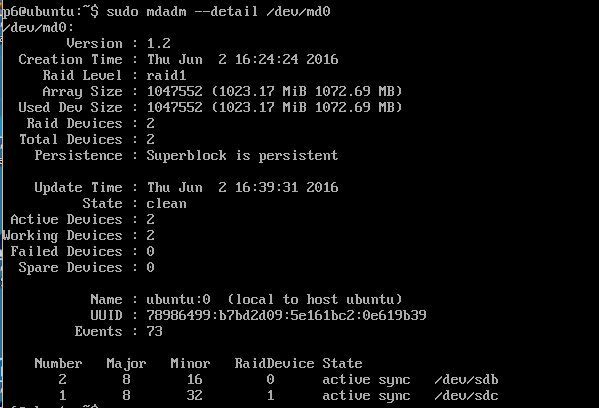 p6@ubuntu:~$ sudo mdadm --detail /dev/md0
/dev/md0:
Version : 1.2
Creation Time : Thu Jun  2 16:24:24 2016
Raid Level : raid1
Array Size : 1047552 (1023.17 MiB 1072.69 MB)
Used Dev Size : 1047552 (1023.17 MiB 1072.69 MB)
Raid Devices : 2
Total Devices : 2
Persistence : Superblock is persistent
Update Time : Thu Jun  2 16:39:31 2016
State : clean
Active Devices : 2
Working Devices : 2
Failed Devices : 0
Spare Devices : 0
Name : ubuntu:0  (local to host ubuntu)
UUID : 78986499:b7bd2d09:5e161bc2:0e619b39
Events : 73
Number   Major   Minor   RaidDevice State
2       8       16        0      active sync   /dev/sdb
1       8       32        1      active sync   /dev/sdc